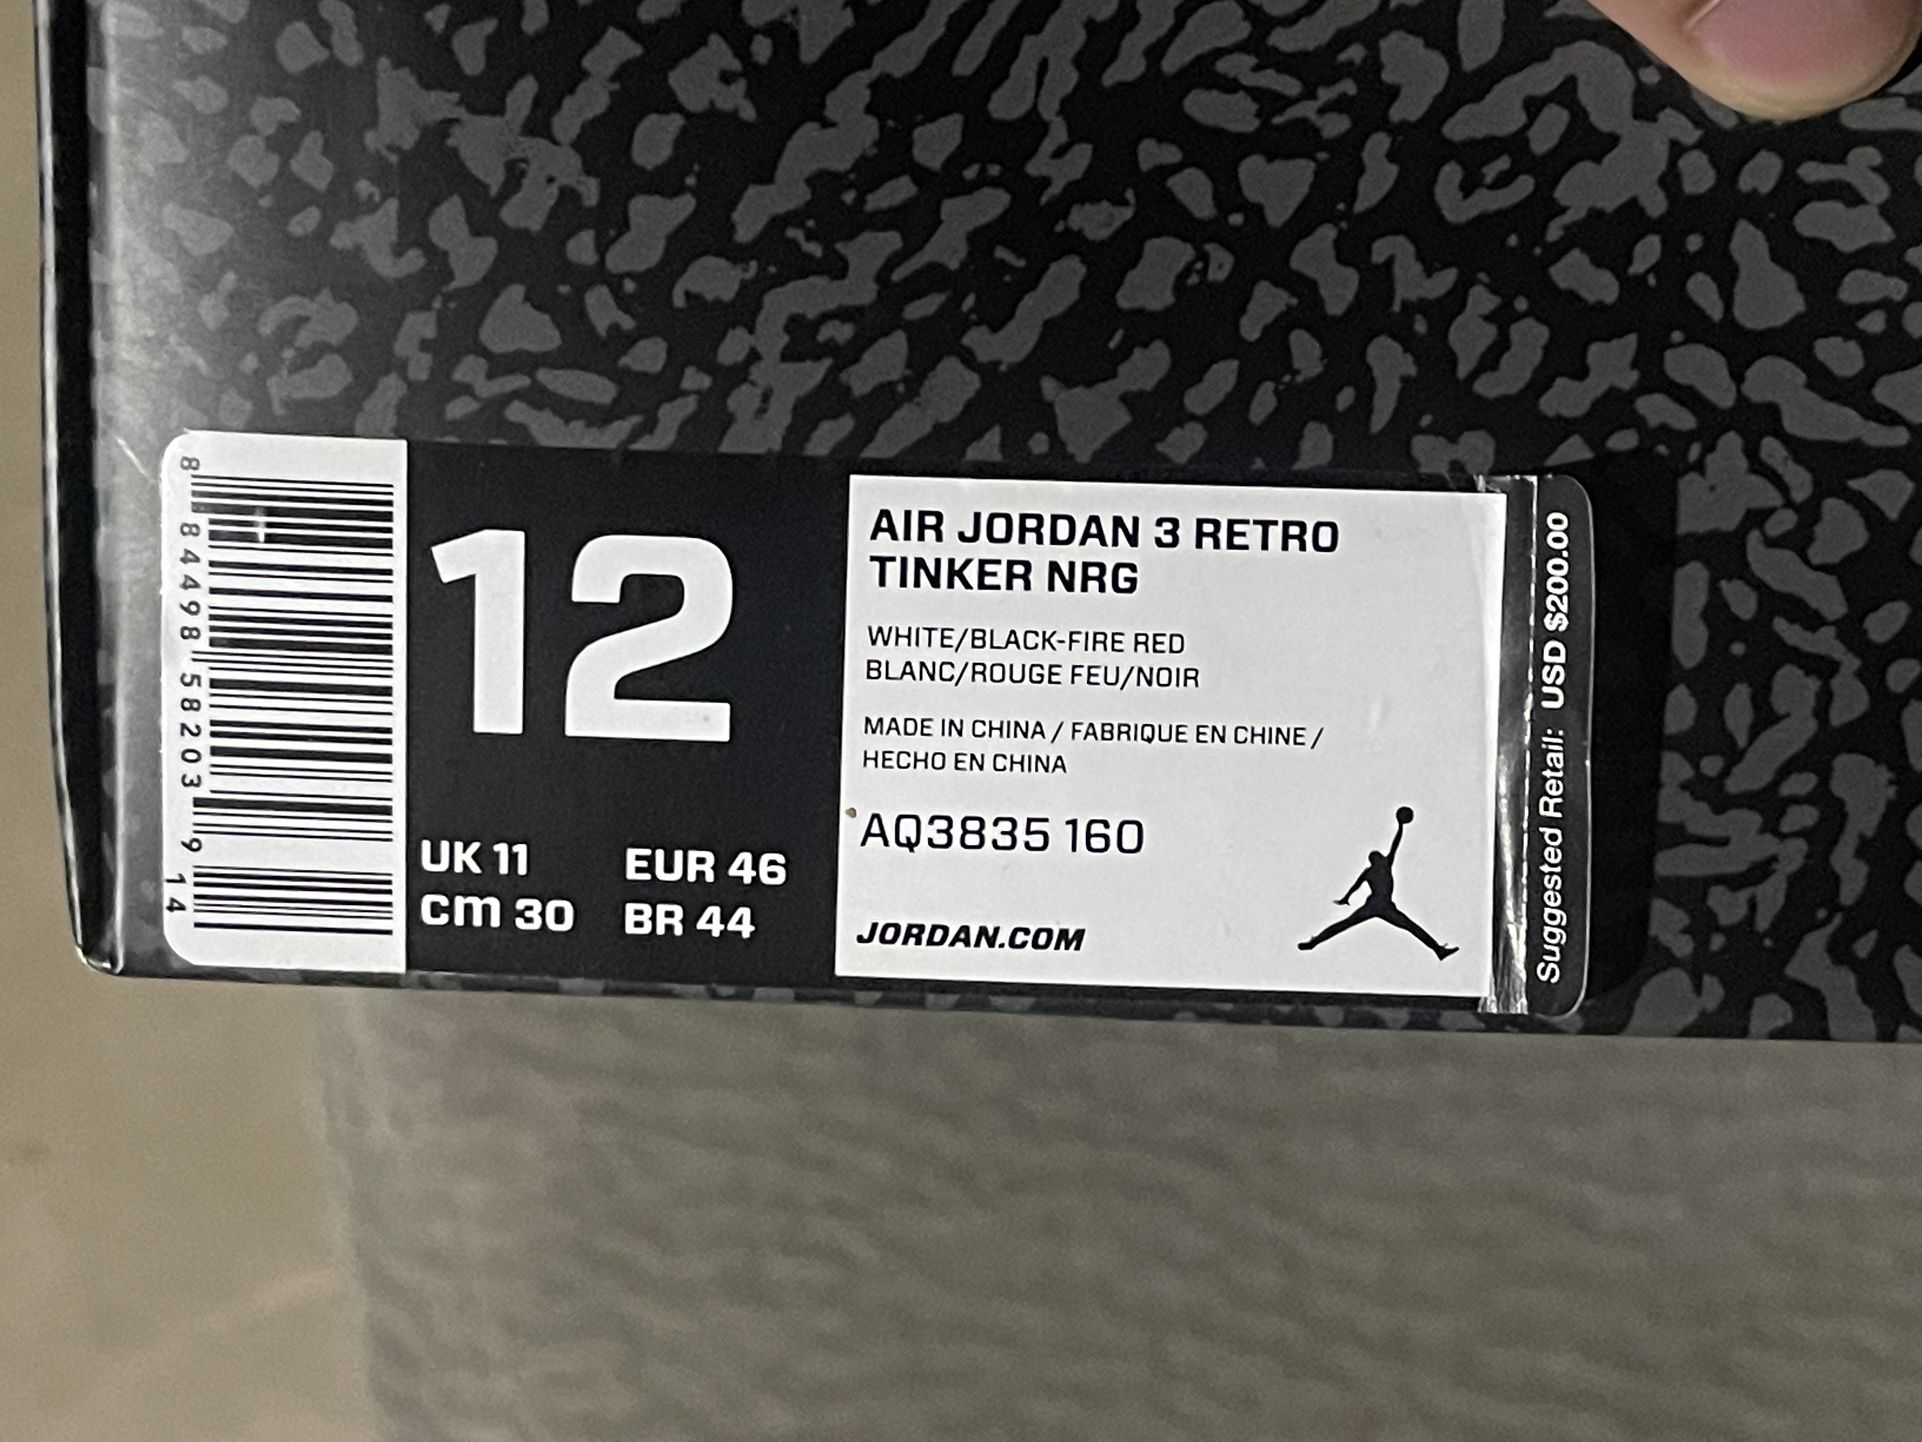 8 84498 58203 9 14
12
UK 11 EUR 46
cm 30 BR 44
AIR JORDAN 3 RETRO
TINKER NRG
WHITE/BLACK-FIRE RED
BLANC/ROUGE FEU/NOIR
MADE IN CHINA / FABRIQUE EN CHINE /
HECHO EN CHINA
AQ3835 160
JORDAN.COM
Suggested Retail: USD $200.00